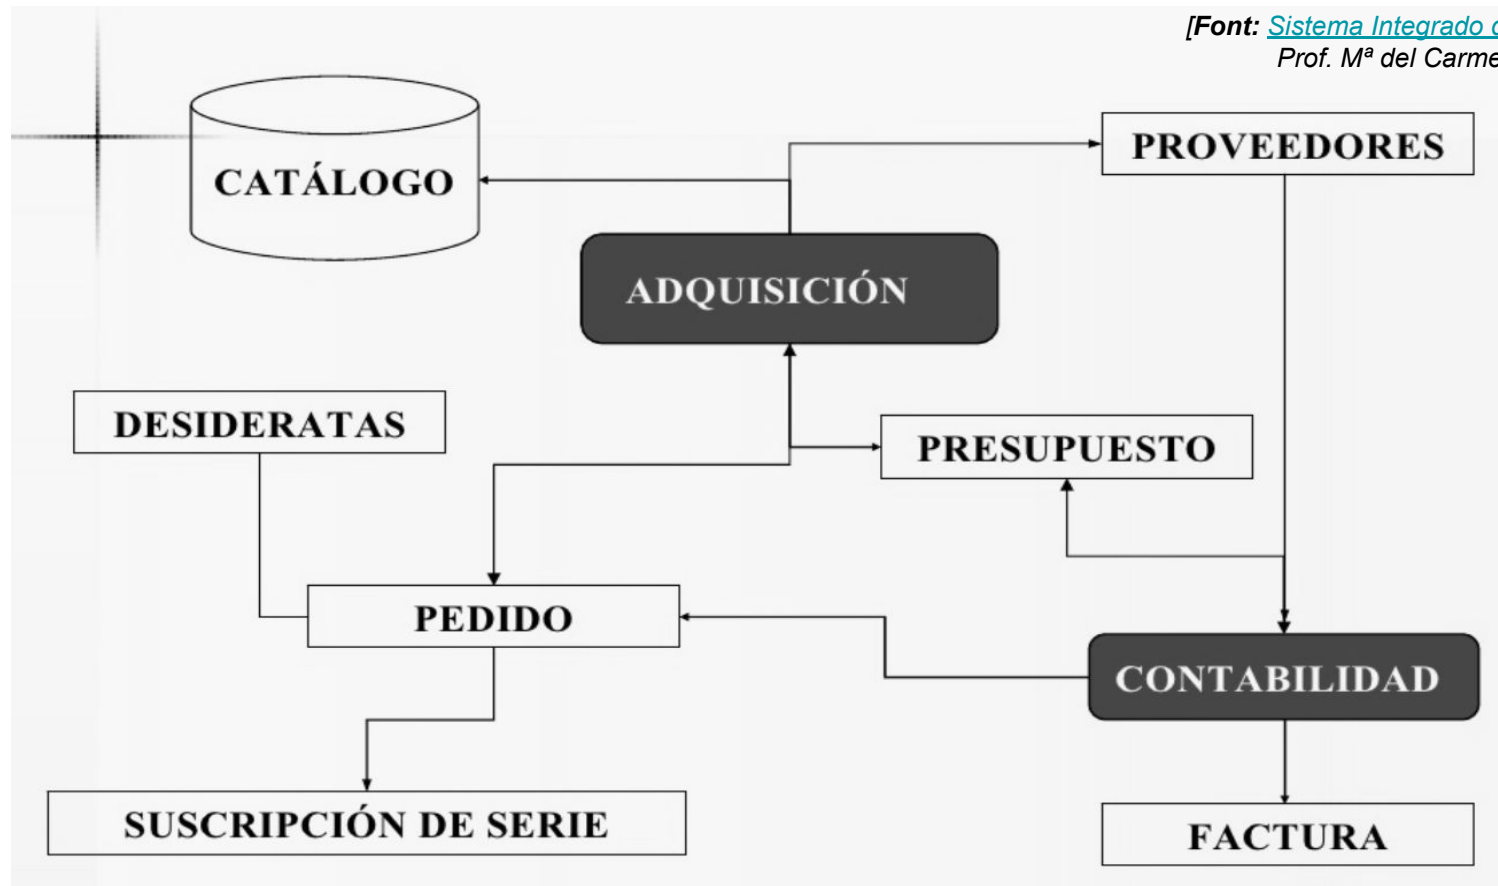 [Font: Sistema Integrado
Prof. Mª del
CATÁLOGO
PROVEEDORES
ADQUISICIÓN
DESIDERATAS
PRESUPUESTO
PEDIDO
CONTABILIDAD
SUSCRIPCIÓN DE SERIE
FACTURA